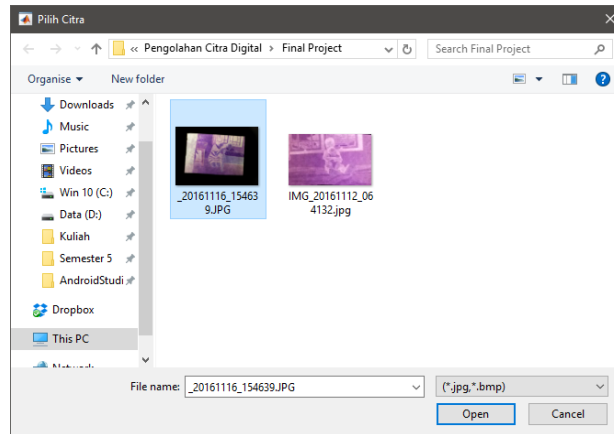 Pilih Citra
« Pengolahan Citra Digital > Final Project
Search Final Project
Organise
New folder
Downloads
Music
Pictures
Videos
Win 10 (C:)
Data (D:)
Kuliah
Semester 5
AndroidStudi
Dropbox
This PC
Network
_20161116_15463
9.JPG
IMG_20161112_06
4132.jpg
File name:
_20161116_154639.JPG
(*.jpg,*.bmp)
Open
Cancel